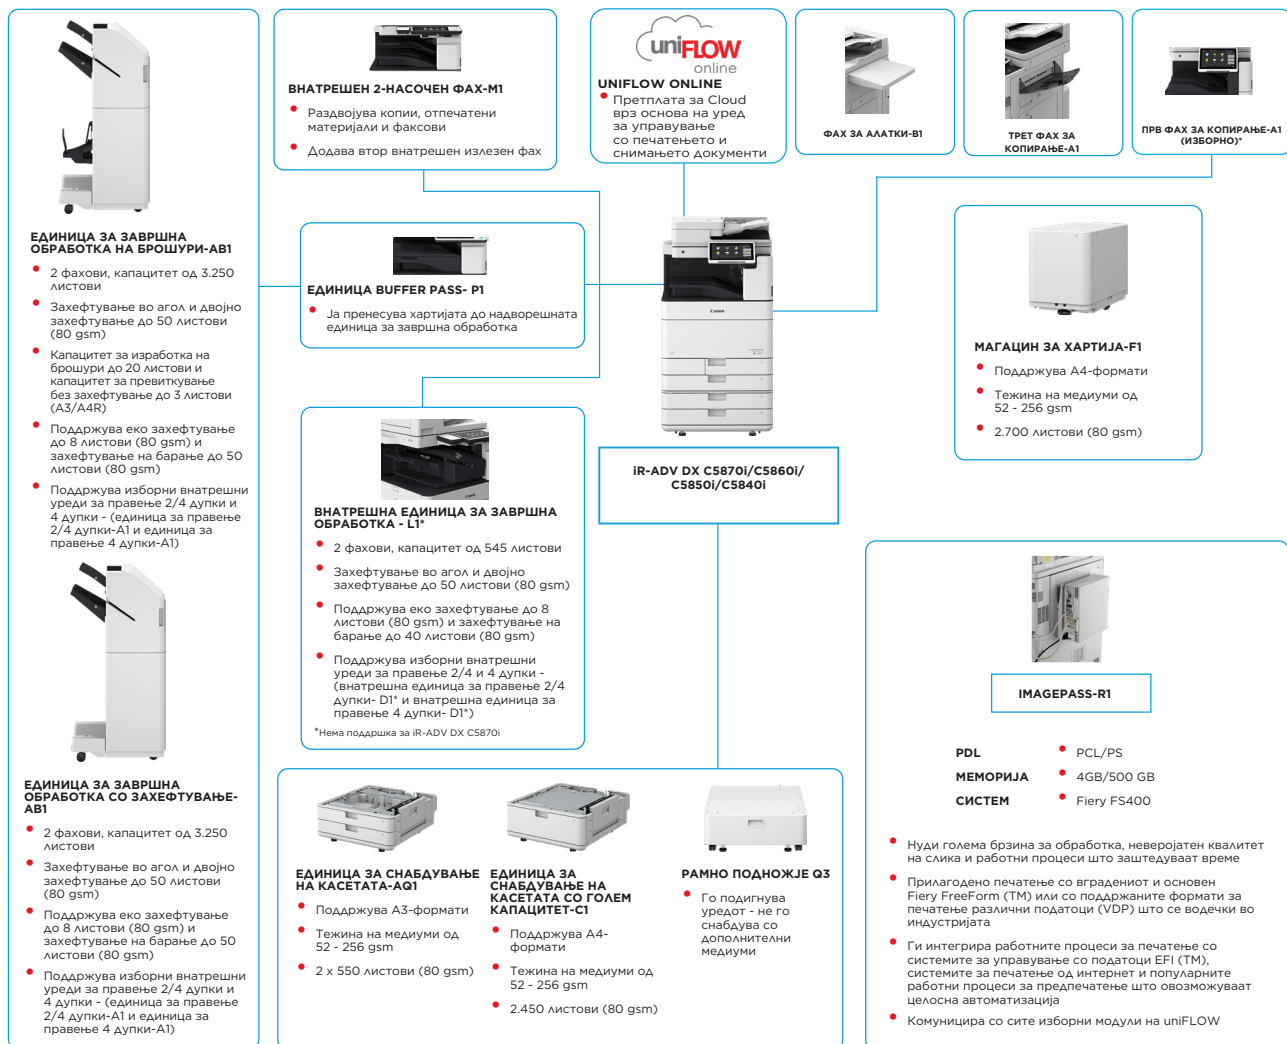 ЕДИНИЦА ЗА ЗАВРШНА
ОБРАБОТКА НА БРОШУРИ-AB1
2 фахови, капацитет од 3.250
листови
Захефтување во агол и двојно
захефтување до 50 листови
(80 gsm)
Капацитет за изработка на
брошури до 20 листови и
капацитет за превиткување
без захефтување до 3 листови
(A3/A4R)
Поддржува еко захефтување
до 8 листови (80 gsm) и
захефтување на барање до 50
листови (80 gsm)
Поддржува изборни внатрешни
уреди за правење 2/4 дупки и
4 дупки - (единица за правење
2/4 дупки-A1 и единица за
правење 4 дупки-A1)
ЕДИНИЦА ЗА ЗАВРШНА
ОБРАБОТКА СО ЗАХЕФТУВАЊЕ-
AB1
2 фахови, капацитет од 3.250
листови
Захефтување во агол и двојно
захефтување до 50 листови
(80 gsm)
Поддржува еко захефтување
до 8 листови (80 gsm) и
захефтување на барање до 50
листови (80 gsm)
Поддржува изборни внатрешни
уреди за правење 2/4 дупки и
4 дупки - (единица за правење
2/4 дупки-A1 и единица за
правење 4 дупки-A1)
ВНАТРЕШЕН 2-НАСОЧЕН ФАХ-M1
Раздвојува копии, отпечатени
материјали и факсови
Додава втор внатрешен излезен фах
uniFLOW
online
UNIFLOW ONLINE
Претплата за Cloud
врз основа на уред
за управување
со печатењето и
снимањето документи
ФАХ ЗА АЛАТКИ-B1
ТРЕТ ФАХ ЗА
КОПИРАЊЕ-A1
ПРВ ФАХ ЗА КОПИРАЊЕ-A1
(ИЗБОРНО)*
ЕДИНИЦА BUFFER PASS- P1
Ја пренесува хартијата до надворешната
единица за завршна обработка
Canon
МАГАЦИН ЗА ХАРТИЈА-F1
Поддржува A4-формати
Тежина на медиуми од
52 - 256 gsm
2.700 листови (80 gsm)
iR-ADV DX C5870i/C5860i/
C5850i/C5840i
ВНАТРЕШНА ЕДИНИЦА ЗА ЗАВРШНА
ОБРАБОТКА - L1*
2 фахови, капацитет од 545 листови
Захефтување во агол и двојно
захефтување до 50 листови (80 gsm)
Поддржува еко захефтување до 8
листови (80 gsm) и захефтување на
барање до 40 листови (80 gsm)
Поддржува изборни внатрешни
уреди за правење 2/4 и 4 дупки -
(внатрешна единица за правење 2/4
дупки- D1* и внатрешна единица за
правење 4 дупки- D1*)
*Нема поддршка за iR-ADV DX C5870i
ЕДИНИЦА ЗА СНАБДУВАЊЕ
НА КАСЕТАТА-AQ1
Поддржува A3-формати
Тежина на медиуми од
52 - 256 gsm
2 x 550 листови (80 gsm)
ЕДИНИЦА ЗА
СНАБДУВАЊЕ НА
КАСЕТА СО ГОЛЕМ
КАПАЦИТЕТ-C1
Поддржува A4-
формати
Тежина на медиуми од
52 - 256 gsm
2.450 листови (80 gsm)
РАМНО ПОДНОЖЈЕ Q3
Го подигнува
уредот - не го
снабдува со
дополнителни
медиуми
IMAGEPASS-R1
PDL PCL/PS
МЕМОРИЈА 4GB/500 GB
СИСТЕМ Fiery FS400
Нуди голема брзина за обработка, неверојатен квалитет
на слика и работни процеси што заштедуваат време
Прилагодено печатење со вградениот и основен
Fiery FreeForm (TM) или со поддржаните формати за
печатење различни податоци (VDP) што се водечки во
индустријата
Ги интегрира работните процеси за печатење со
системите за управување со податоци EFI (TM),
системите за печатење од интернет и популарните
работни процеси за предпечатење што овозможуваат
целосна автоматизација
Комуницира со сите изборни модули на uniFLOW